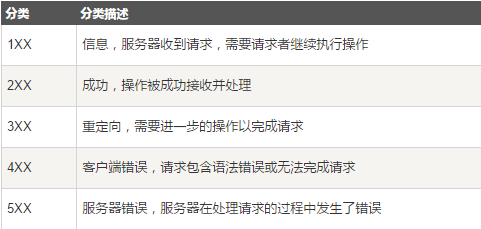 分类 分类描述
1XX 信息，服务器收到请求，需要请求者继续执行操作
2XX 成功，操作被成功接收并处理
3XX 重定向，需要进一步的操作以完成请求
4XX 客户端错误，请求包含语法错误或无法完成请求
5XX 服务器错误，服务器在处理请求的过程中发生了错误